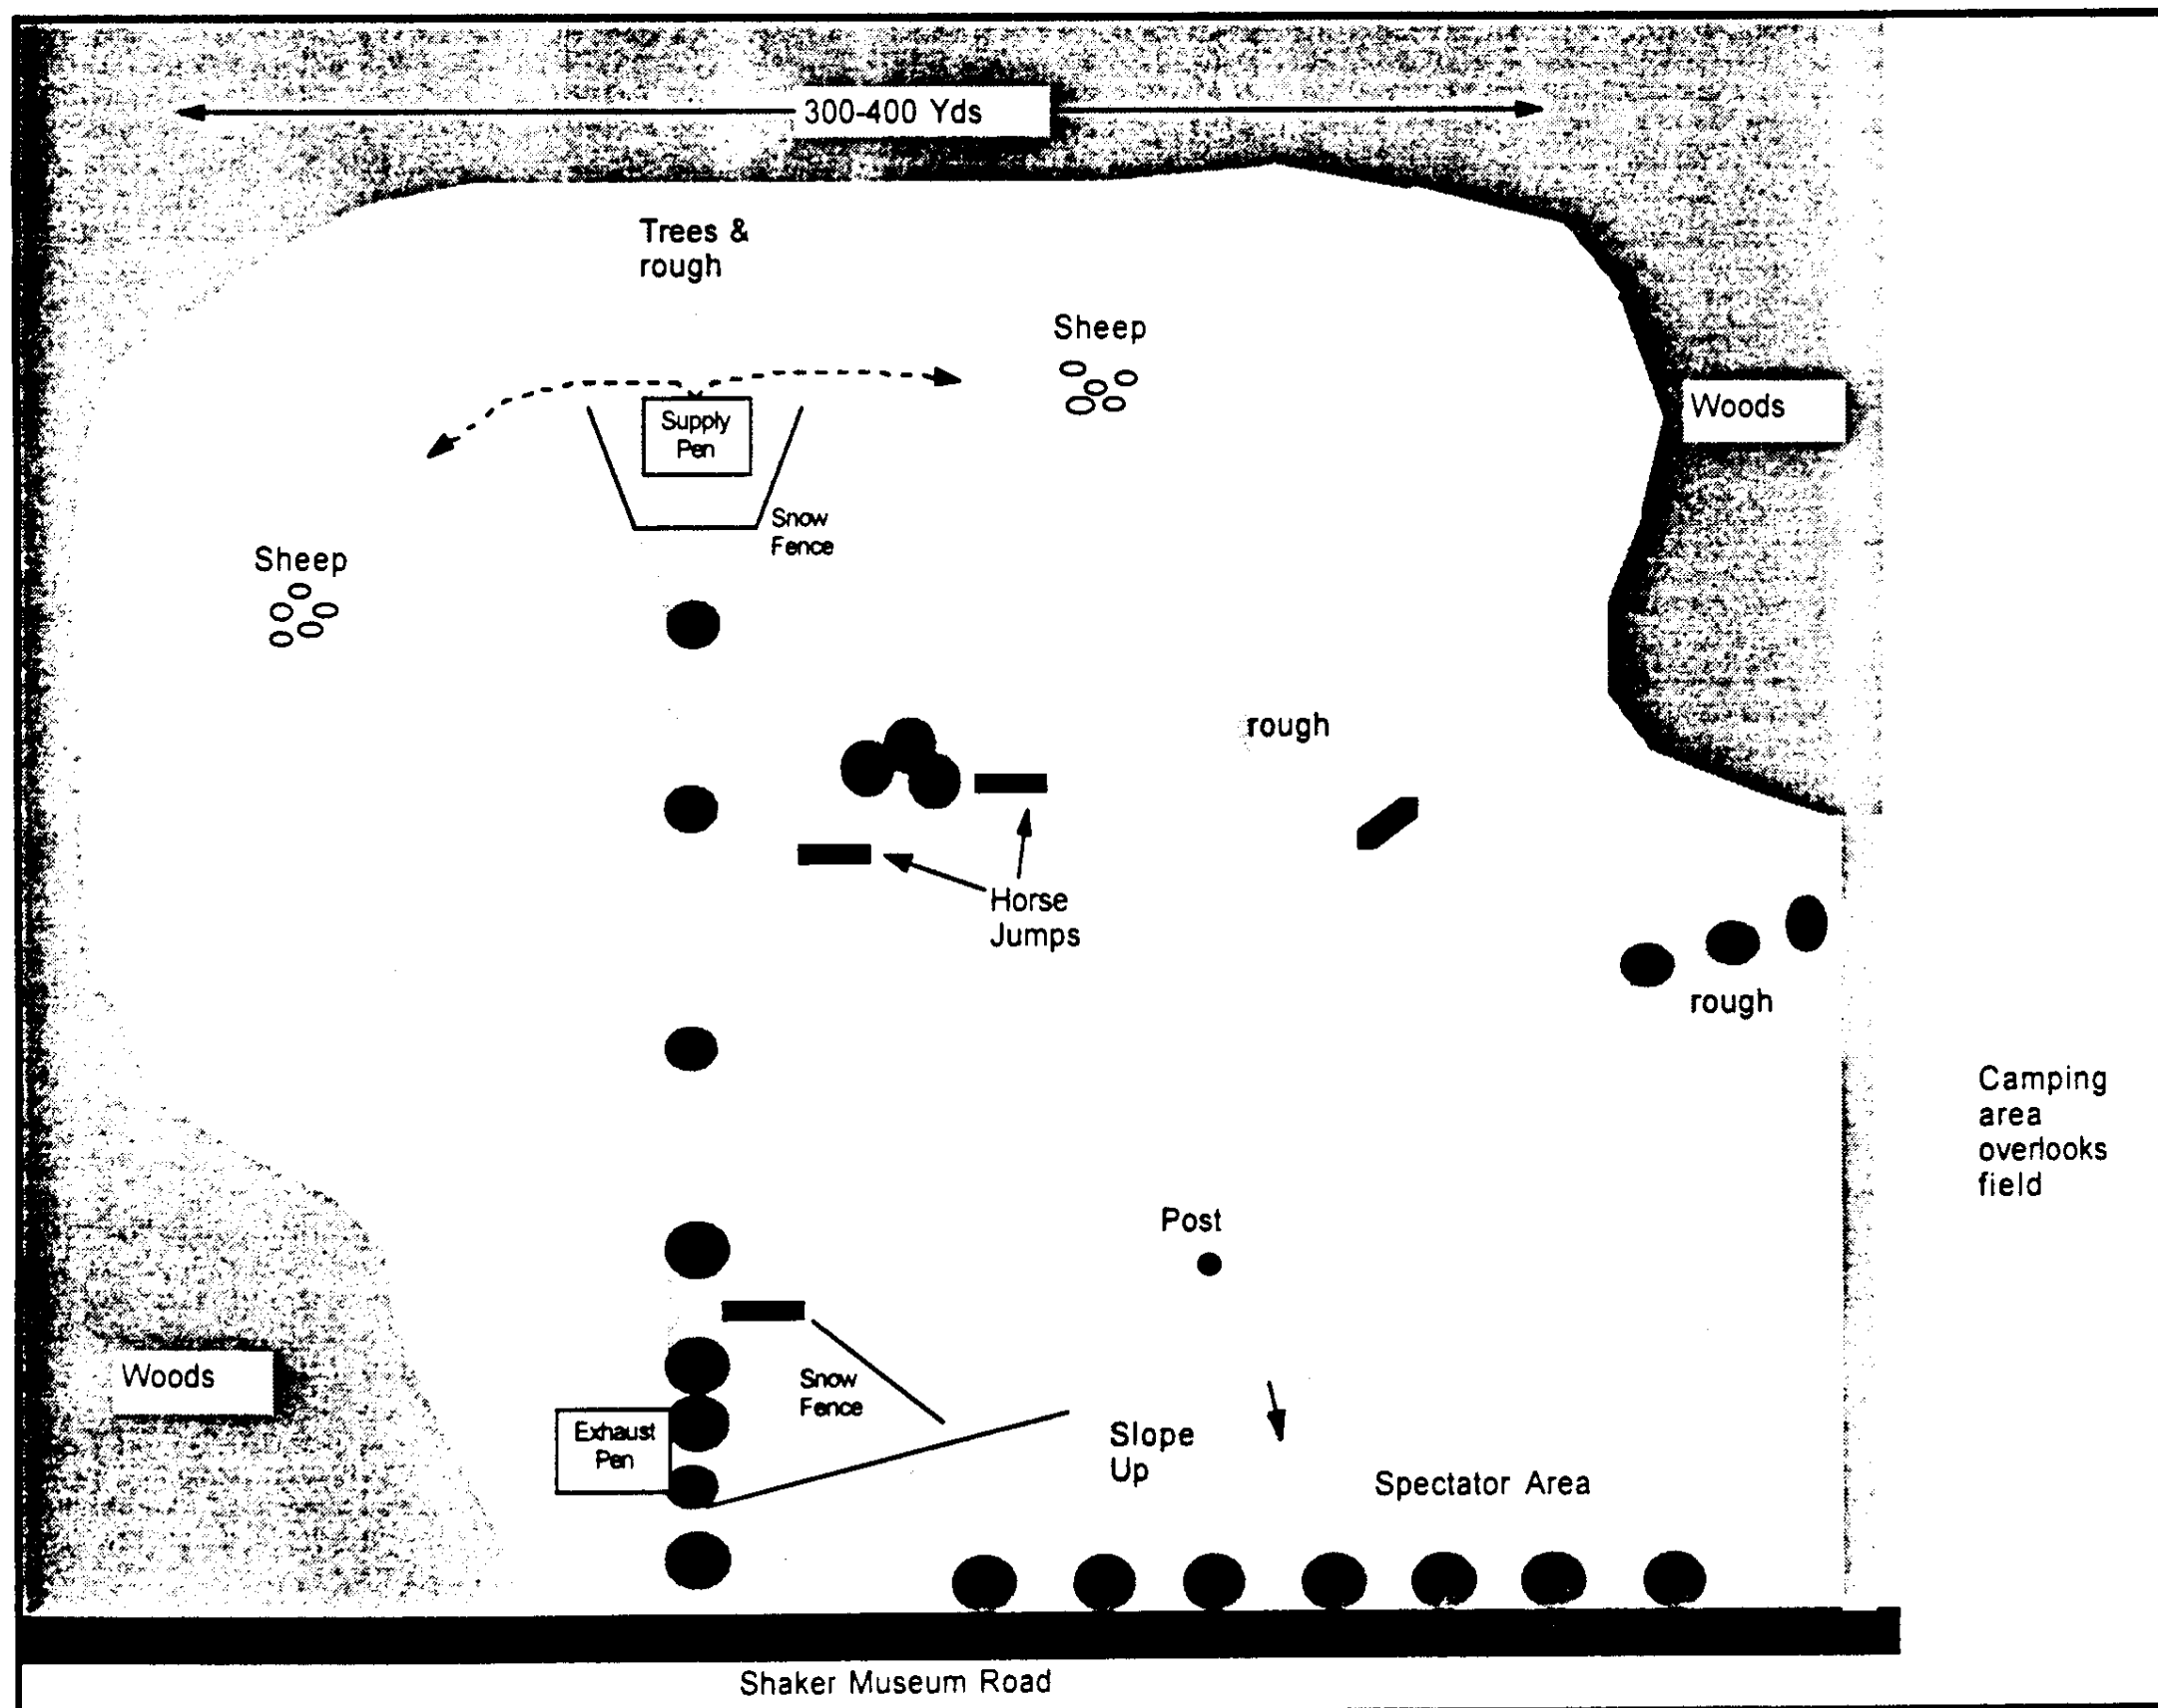 300-400 Yds
Trees &
rough
Sheep
Supply
Pen
Woods
Snow
Fence
Sheep
rough
Horse
Jumps
rough
Camping
area
overlooks
field
Post
Woods
Snow
Fence
Exhaust
Pen
Slope
Up
Spectator Area
Shaker Museum Road